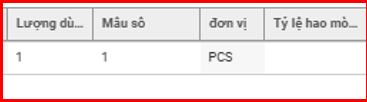 Lượng dù... Mẫu số đơn vị Tỷ lệ hao mò...
1 1 PCS